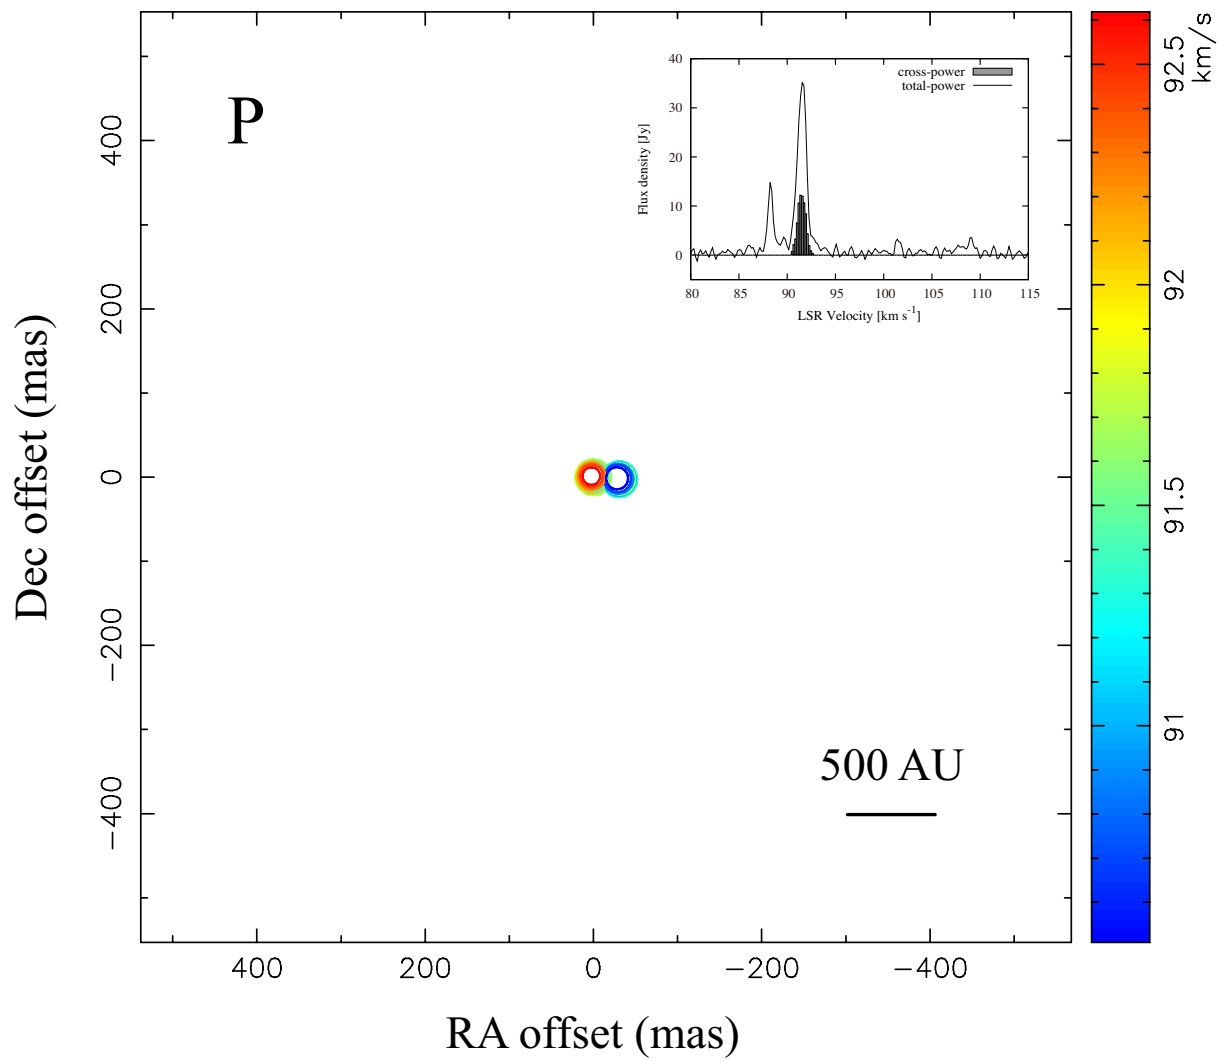 P
40
30
20
10
0
Flux density [Jy]
cross-power
total-power
80 85 90 95 100 105 110 115
LSR Velocity [km s-1]
400
200
0
−200
−400
Dec offset (mas)
500 AU
400 200 0 −200 −400
RA offset (mas)
92.5
km/s
92
91.5
91